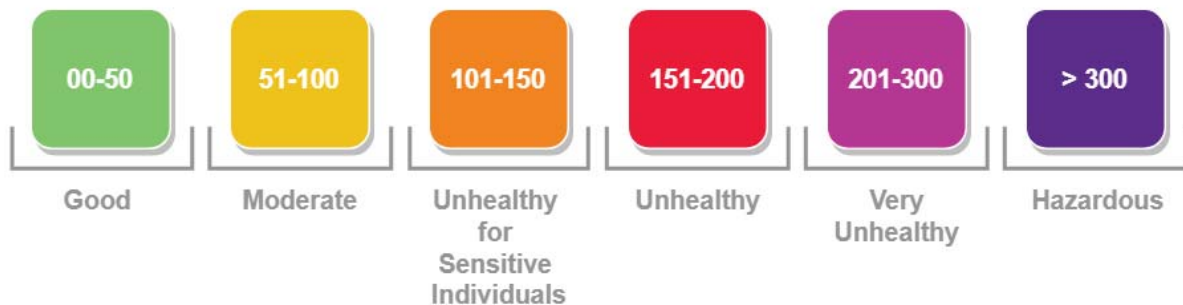 00-50
51-100
101-150
151-200
201-300
> 300
Good
Moderate
Unhealthy
for
Sensitive
Individuals
Unhealthy
Very
Unhealthy
Hazardous